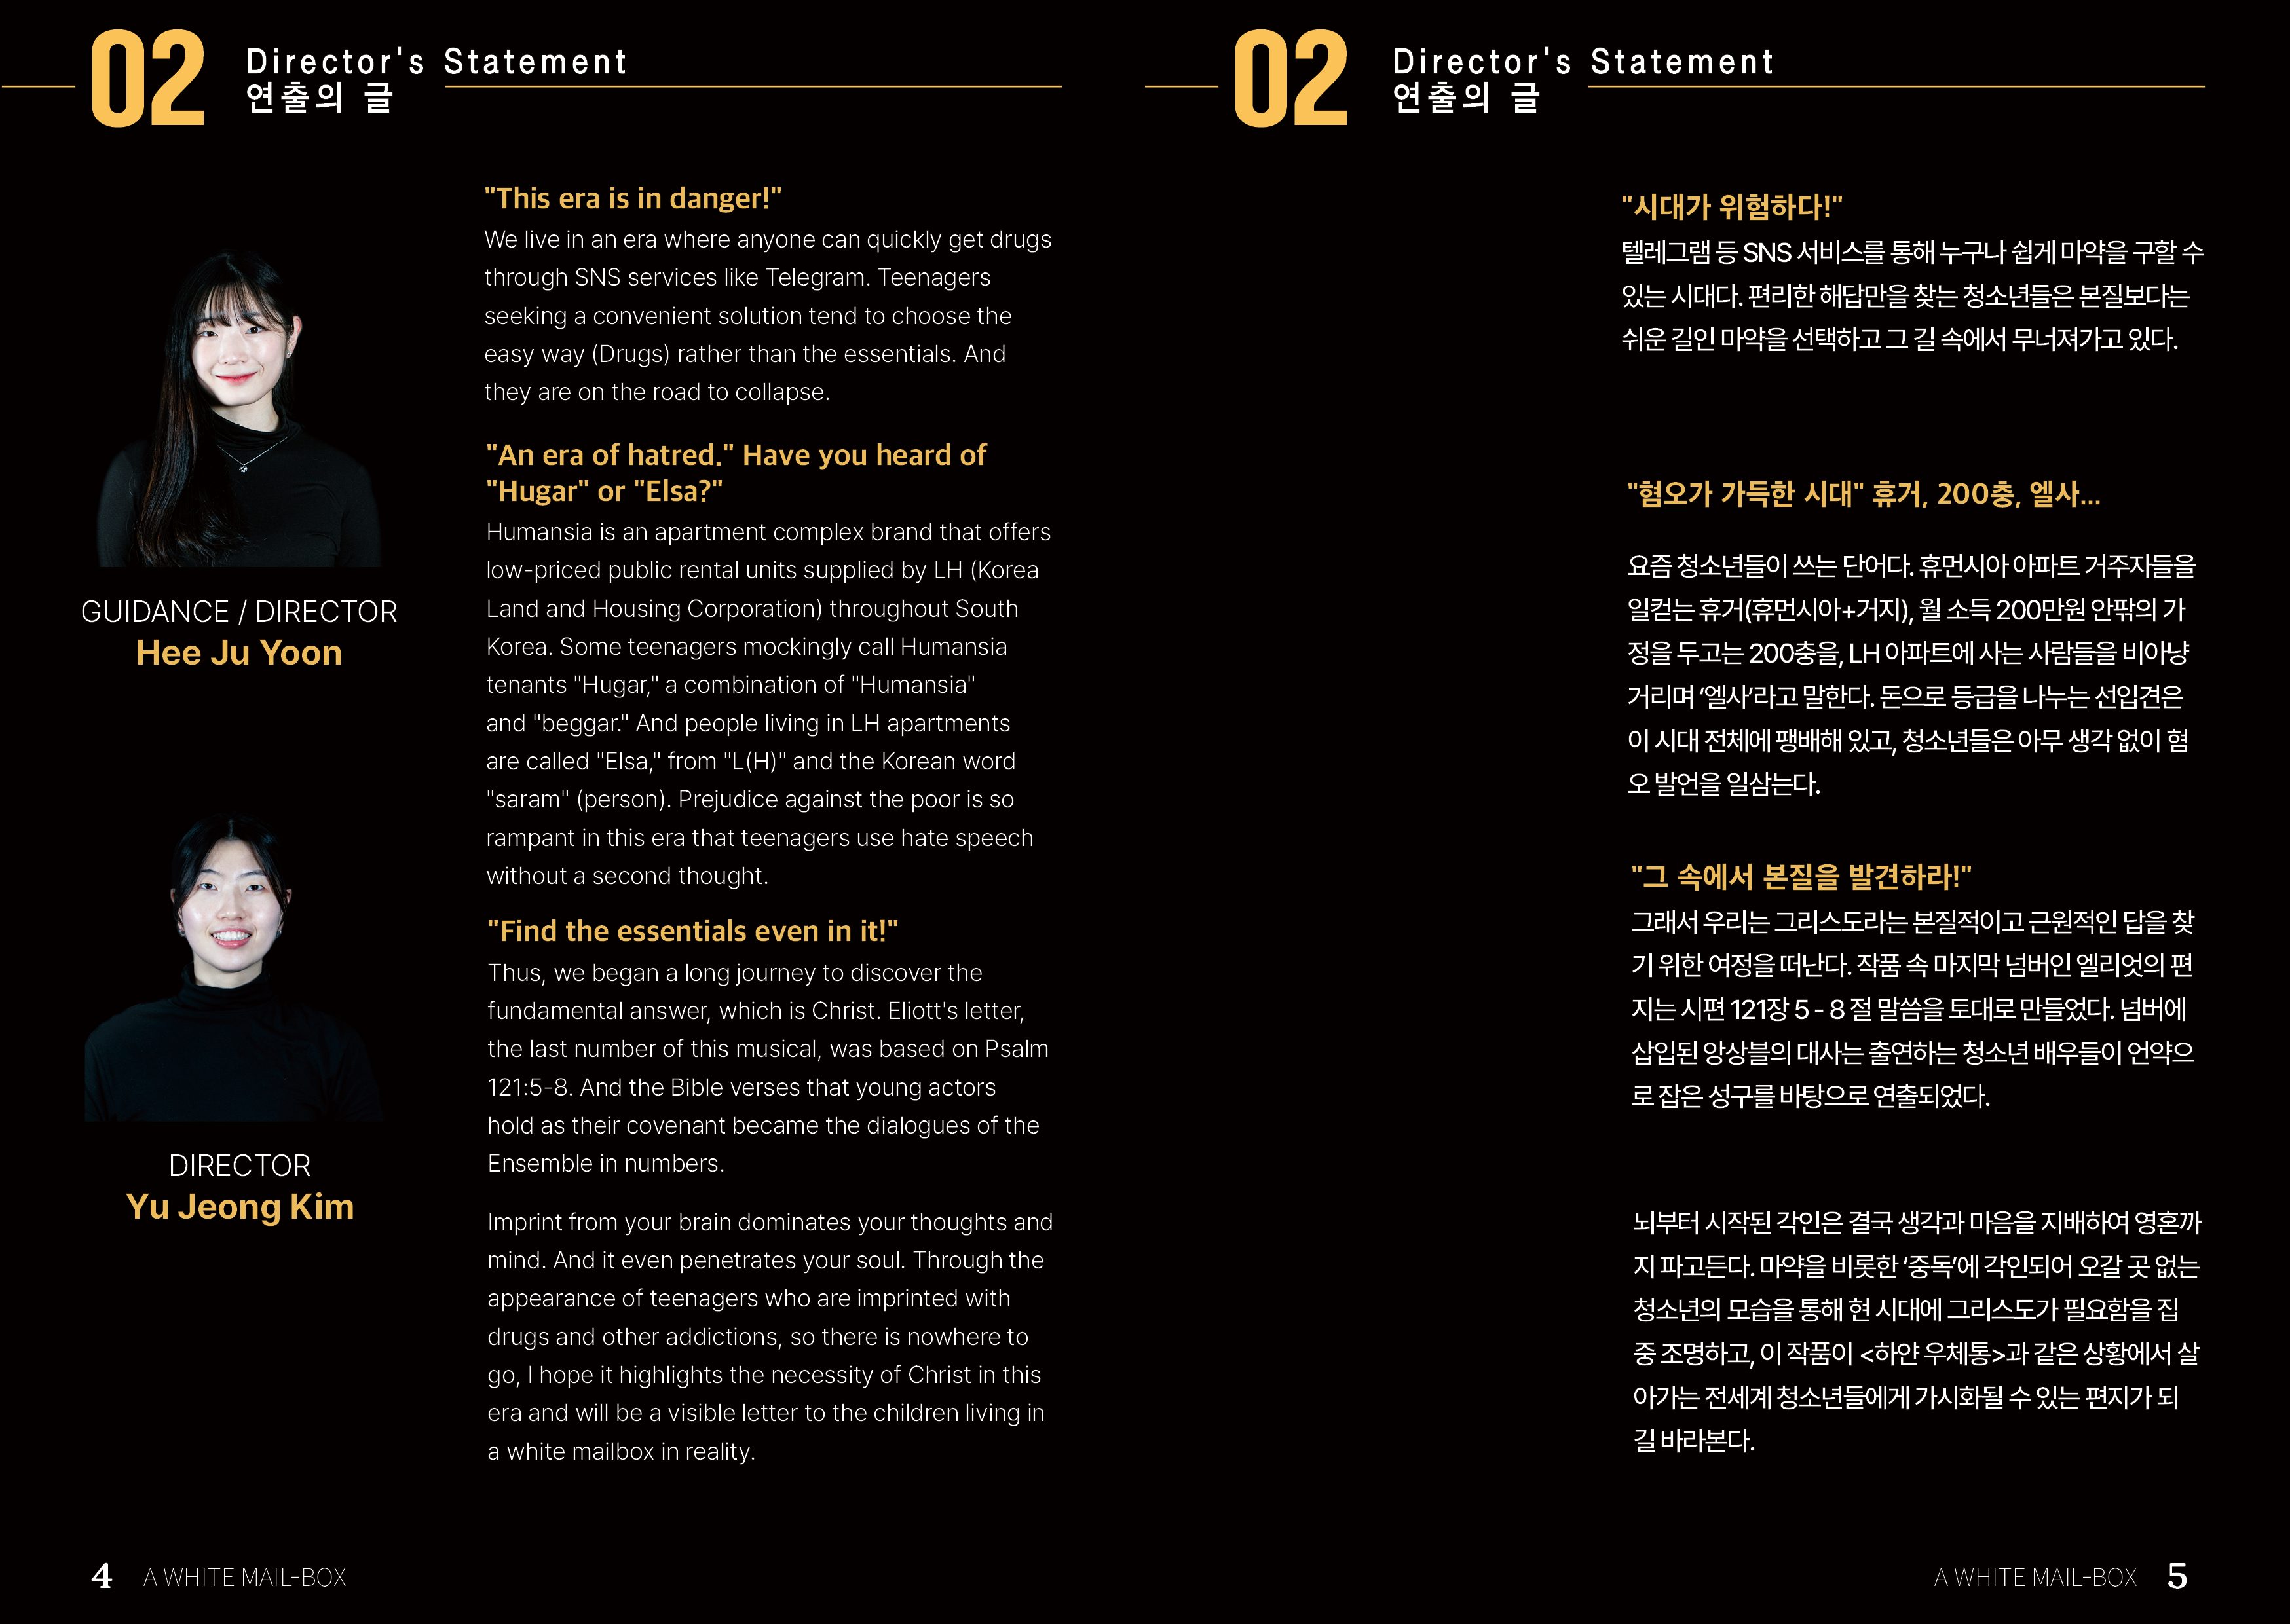 02
Director's Statement
연출의 글
GUIDANCE / DIRECTOR
Hee Ju Yoon
DIRECTOR
Yu Jeong Kim
"This era is in danger!"
We live in an era where anyone can quickly get drugs
through SNS services like Telegram. Teenagers
seeking a convenient solution tend to choose the
easy way (Drugs) rather than the essentials. And
they are on the road to collapse.
"An era of hatred." Have you heard of
"Hugar" or "Elsa?"
Humansia is an apartment complex brand that offers
low-priced public rental units supplied by LH (Korea
Land and Housing Corporation) throughout South
Korea. Some teenagers mockingly call Humansia
tenants "Hugar," a combination of "Humansia"
and "beggar." And people living in LH apartments
are called "Elsa," from "L(H)" and the Korean word
"saram" (person). Prejudice against the poor is so
rampant in this era that teenagers use hate speech
without a second thought.
"Find the essentials even in it!"
Thus, we began a long journey to discover the
fundamental answer, which is Christ. Eliott's letter,
the last number of this musical, was based on Psalm
121:5-8. And the Bible verses that young actors
hold as their covenant became the dialogues of the
Ensemble in numbers.
Imprint from your brain dominates your thoughts and
mind. And it even penetrates your soul. Through the
appearance of teenagers who are imprinted with
drugs and other addictions, so there is nowhere to
go, I hope it highlights the necessity of Christ in this
era and will be a visible letter to the children living in
a white mailbox in reality.
4 A WHITE MAIL-BOX
02
Director's Statement
연출의 글
"시대가 위험하다!"
텔레그램 등 SNS 서비스를 통해 누구나 쉽게 마약을 구할 수
있는 시대다. 편리한 해답만을 찾는 청소년들은 본질보다는
쉬운 길인 마약을 선택하고 그 길 속에서 무너져가고 있다.
"혐오가 가득한 시대" 휴거, 200충, 엘사...
요즘 청소년들이 쓰는 단어다. 휴먼시아 아파트 거주자들을
일컫는 휴거(휴먼시아+거지), 월 소득 200만원 안팎의 가
정을 두고는 200충을, LH 아파트에 사는 사람들을 비아냥
거리며 ‘엘사’라고 말한다. 돈으로 등급을 나누는 선입견은
이 시대 전체에 팽배해 있고, 청소년들은 아무 생각 없이 혐
오 발언을 일삼는다.
"그 속에서 본질을 발견하라!"
그래서 우리는 그리스도라는 본질적이고 근원적인 답을 찾
기 위한 여정을 떠난다. 작품 속 마지막 넘버인 엘리엇의 편
지는 시편 121장 5 - 8 절 말씀을 토대로 만들었다. 넘버에
삽입된 앙상블의 대사는 출연하는 청소년 배우들이 언약으
로 잡은 성구를 바탕으로 연출되었다.
뇌부터 시작된 각인은 결국 생각과 마음을 지배하여 영혼까
지 파고든다. 마약을 비롯한 ‘중독’에 각인되어 오갈 곳 없는
청소년의 모습을 통해 현 시대에 그리스도가 필요함을 집
중 조명하고, 이 작품이 <하얀 우체통>과 같은 상황에서 살
아가는 전세계 청소년들에게 가시화될 수 있는 편지가 되
길 바라본다.
A WHITE MAIL-BOX 5